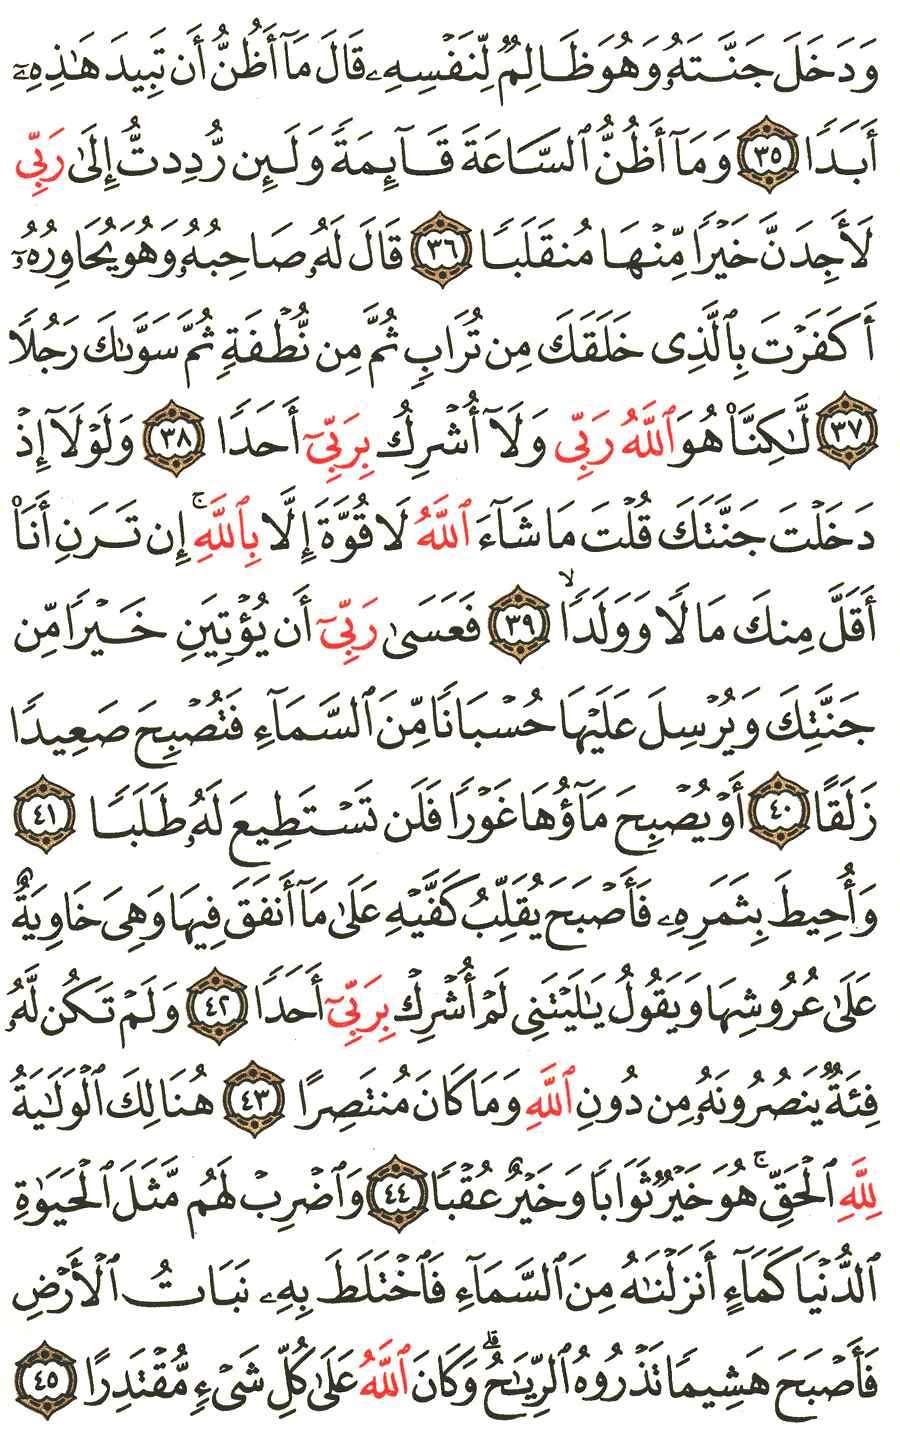 وَدَخَلَ جَنَّتَهُۥ وَهُوَ ظَالِمٌ لِّنَفْسِهِۦ قَالَ مَآ أَظُنُّ أَن تَبِيدَ هَٰذِهِۦٓ
أَبَدًا ٣٥ وَمَآ أَظُنُّ ٱلسَّاعَةَ قَآئِمَةً وَلَئِن رُّدِدتُّ إِلَىٰ رَبِّى
لَأَجِدَنَّ خَيْرًا مِّنْهَا مُنقَلَبًا ٣٦ قَالَ لَهُۥ صَاحِبُهُۥ وَهُوَ يُحَاوِرُهُۥٓ
أَكَفَرْتَ بِٱلَّذِى خَلَقَكَ مِن تُرَابٍ ثُمَّ مِن نُّطْفَةٍ ثُمَّ سَوَّىٰكَ رَجُلًا
٣٧ لَّٰكِنَّا۠ هُوَ ٱللَّهُ رَبِّى وَلَآ أُشْرِكُ بِرَبِّىٓ أَحَدًا ٣٨ وَلَوْلَآ إِذْ
دَخَلْتَ جَنَّتَكَ قُلْتَ مَا شَآءَ ٱللَّهُ لَا قُوَّةَ إِلَّا بِٱللَّهِ ۚ إِن تَرَنِ أَنَا۠
أَقَلَّ مِنكَ مَالًا وَوَلَدًا ۙ ٣٩ فَعَسَىٰ رَبِّىٓ أَن يُؤْتِيَنِ خَيْرًا مِّن
جَنَّتِكَ وَيُرْسِلَ عَلَيْهَا حُسْبَانًا مِّنَ ٱلسَّمَآءِ فَتُصْبِحَ صَعِيدًا
زَلَقًا ٤٠ أَوْ يُصْبِحَ مَآؤُهَا غَوْرًا فَلَن تَسْتَطِيعَ لَهُۥ طَلَبًا ٤١
وَأُحِيطَ بِثَمَرِهِۦ فَأَصْبَحَ يُقَلِّبُ كَفَّيْهِ عَلَىٰ مَآ أَنفَقَ فِيهَا وَهِىَ خَاوِيَةٌ
عَلَىٰ عُرُوشِهَا وَيَقُولُ يَٰلَيْتَنِى لَمْ أُشْرِكْ بِرَبِّىٓ أَحَدًا ٤٢ وَلَمْ تَكُن لَّهُۥ
فِئَةٌ يَنصُرُونَهُۥ مِن دُونِ ٱللَّهِ وَمَا كَانَ مُنتَصِرًا ٤٣ هُنَالِكَ ٱلْوَلَٰيَةُ
لِلَّهِ ٱلْحَقِّ ۚ هُوَ خَيْرٌ ثَوَابًا وَخَيْرٌ عُقْبًا ٤٤ وَٱضْرِبْ لَهُم مَّثَلَ ٱلْحَيَوٰةِ
ٱلدُّنْيَا كَمَآءٍ أَنزَلْنَٰهُ مِنَ ٱلسَّمَآءِ فَٱخْتَلَطَ بِهِۦ نَبَاتُ ٱلْأَرْضِ
فَأَصْبَحَ هَشِيمًا تَذْرُوهُ ٱلرِّيَٰحُ ۗ وَكَانَ ٱللَّهُ عَلَىٰ كُلِّ شَىْءٍ مُّقْتَدِرًا ٤٥